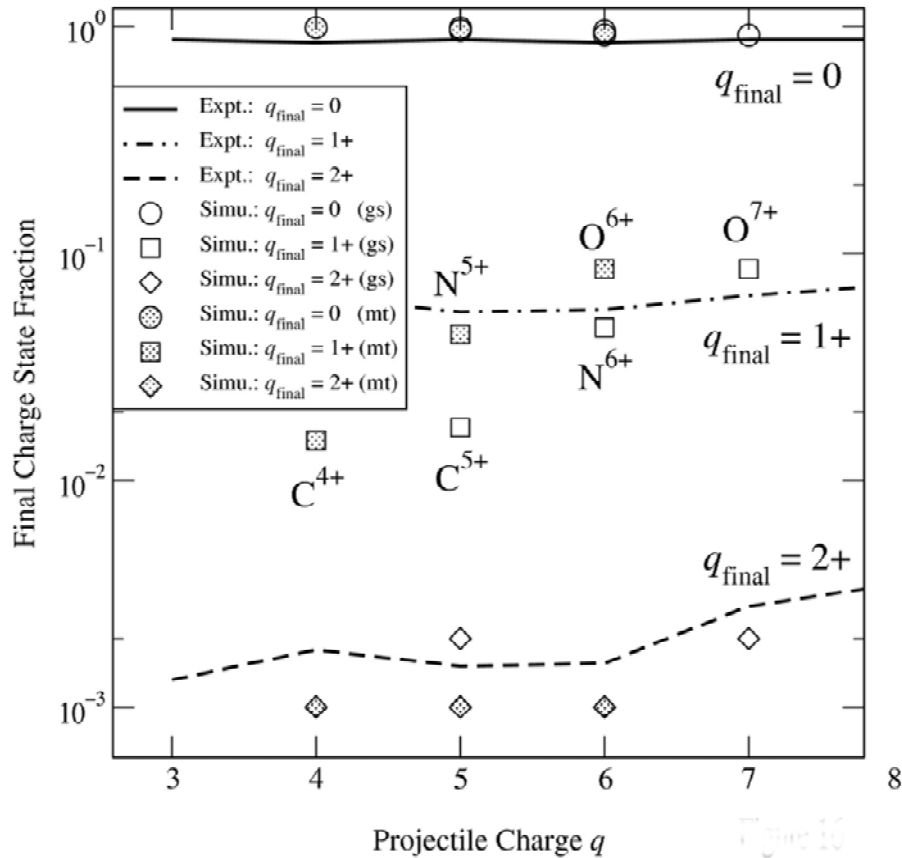 10^0
q_final = 0
Expt.: q_final = 0
Expt.: q_final = 1+
Expt.: q_final = 2+
Simu.: q_final = 0 (gs)
Simu.: q_final = 1+ (gs)
Simu.: q_final = 2+ (gs)
Simu.: q_final = 0 (mt)
Simu.: q_final = 1+ (mt)
Simu.: q_final = 2+ (mt)
Final Charge State Fraction
10^-1
N^5+
O^6+
O^7+
q_final = 1+
N^6+
10^-2
C^4+
C^5+
q_final = 2+
10^-3
3 4 5 6 7 8
Projectile Charge q
Figure 16